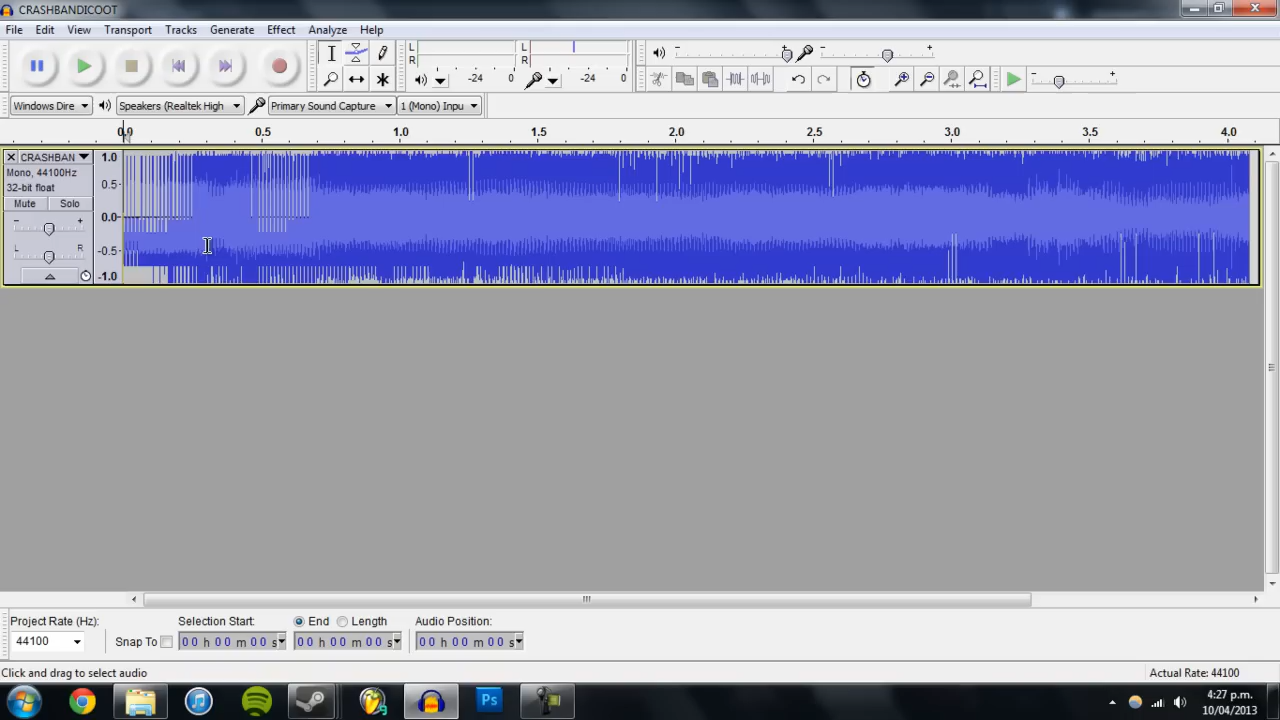 CRASHBANDICOOT
File Edit View Transport Tracks Generate Effect Analyze Help
L
R
-24 0
L
R
-24 0
Windows Dire
Speakers (Realtek High
Primary Sound Capture
1 (Mono) Inpu
0.0 0.5 1.0 1.5 2.0 2.5 3.0 3.5 4.0
CRASHBAN
Mono, 44100Hz
32-bit float
Mute Solo
- +
L R
1.0
0.5
0.0
-0.5
-1.0
Project Rate (Hz): Selection Start: End Length Audio Position:
44100 Snap To 00 h 00 m 00 s 00 h 00 m 00 s 00 h 00 m 00 s
Click and drag to select audio Actual Rate: 44100
Ps
4:27 p.m.
10/04/2013